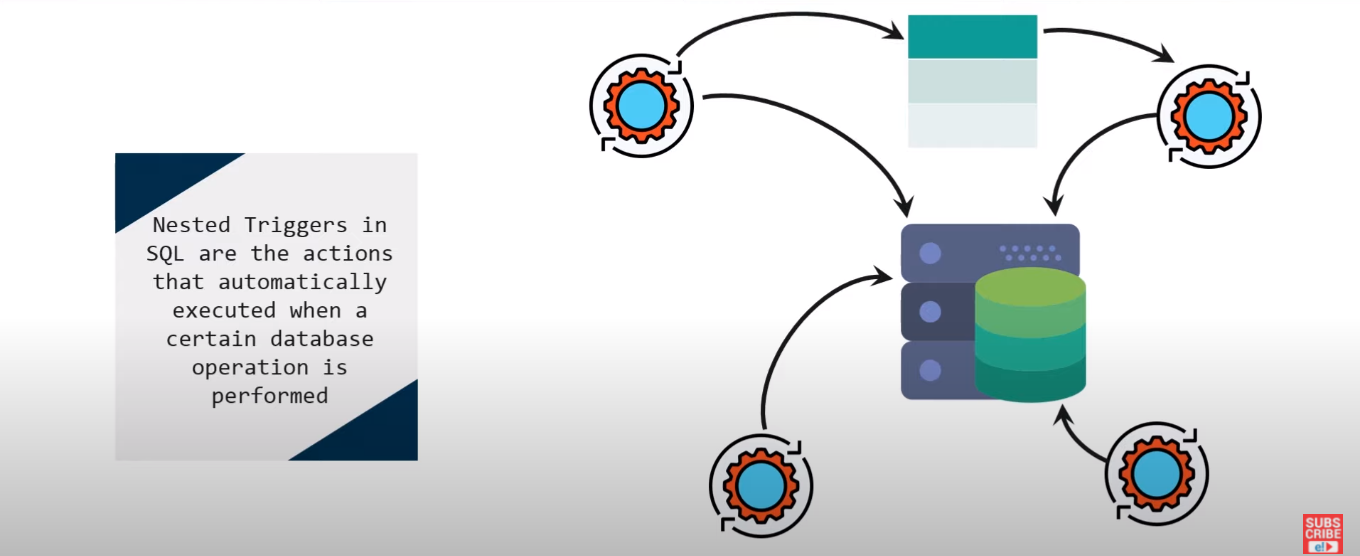 Nested Triggers in
SQL are the actions
that automatically
executed when a
certain database
operation is
performed
SUBS
CRIBE
e!